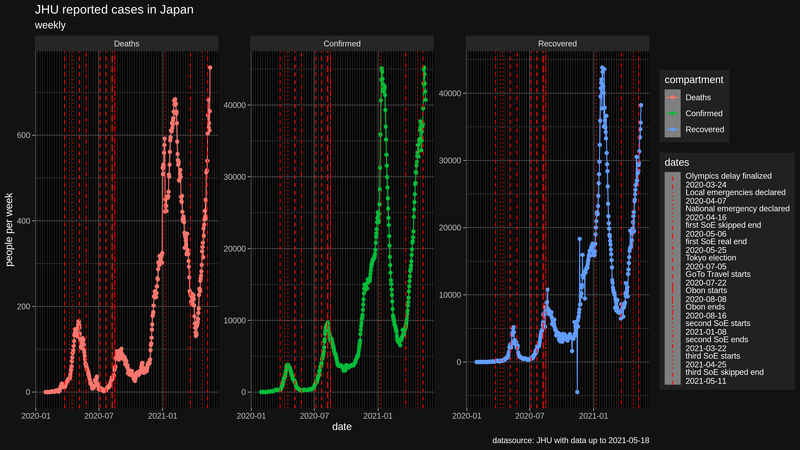 JHU reported cases in Japan
weekly
Deaths
Confirmed
Recovered
people per week
0
200
400
600
0
10000
20000
30000
40000
0
10000
20000
30000
40000
2020-01
2020-07
2021-01
2020-01
2020-07
2021-01
2020-01
2020-07
2021-01
date
compartment
Deaths
Confirmed
Recovered
dates
Olympics delay finalized
2020-03-24
Local emergencies declared
2020-04-07
National emergency declared
2020-04-16
first SoE skipped end
2020-05-06
first SoE real end
2020-05-25
Tokyo election
2020-07-05
GoTo Travel starts
2020-07-22
Obon starts
2020-08-08
Obon ends
2020-08-16
second SoE starts
2021-01-08
second SoE ends
2021-03-22
third SoE starts
2021-04-25
third SoE skipped end
2021-05-11
datasource: JHU with data up to 2021-05-18